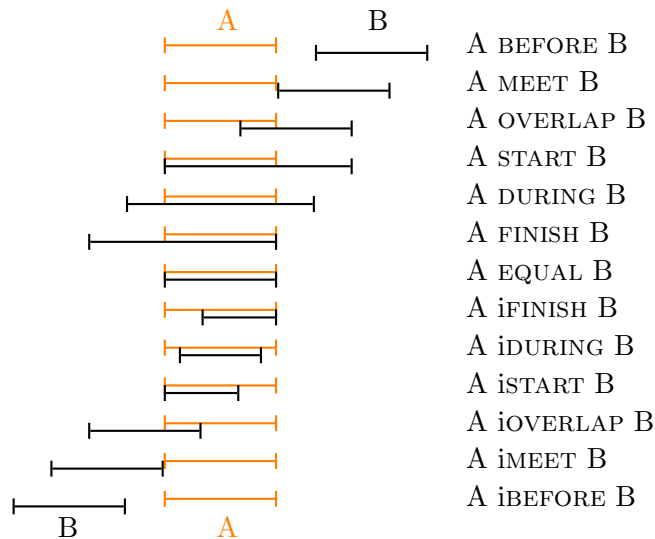 A B
A BEFORE B
A MEET B
A OVERLAP B
A START B
A DURING B
A FINISH B
A EQUAL B
A iFINISH B
A iDURING B
A iSTART B
A iOVERLAP B
A iMEET B
A iBEFORE B
B A